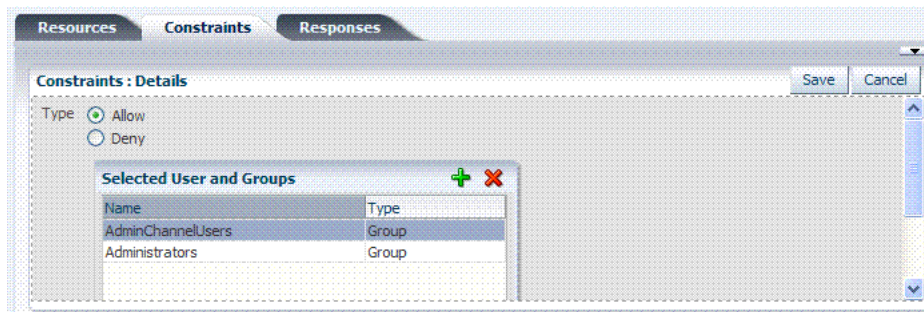 Resources Constraints Responses
Constraints : Details Save Cancel
Type Allow
Deny
Selected User and Groups
Name Type
AdminChannelUsers Group
Administrators Group